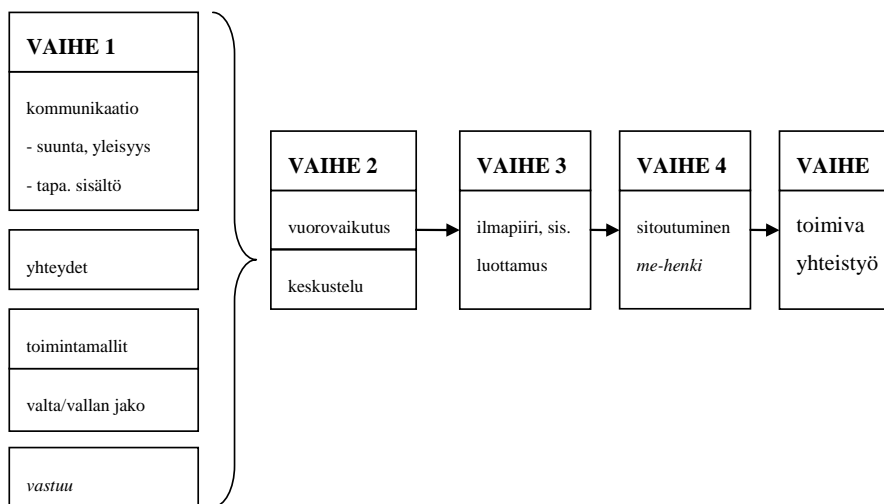 VAIHE 1
kommunikaatio
- suunta, yleisyys
- tapa. sisältö
yhteydet
toimintamallit
valta/vallan jako
vastuu
VAIHE 2
vuorovaikutus
keskustelu
VAIHE 3
ilmapiiri, sis.
luottamus
VAIHE 4
sitoutuminen
me-henki
VAIHE
toimiva
yhteistyö